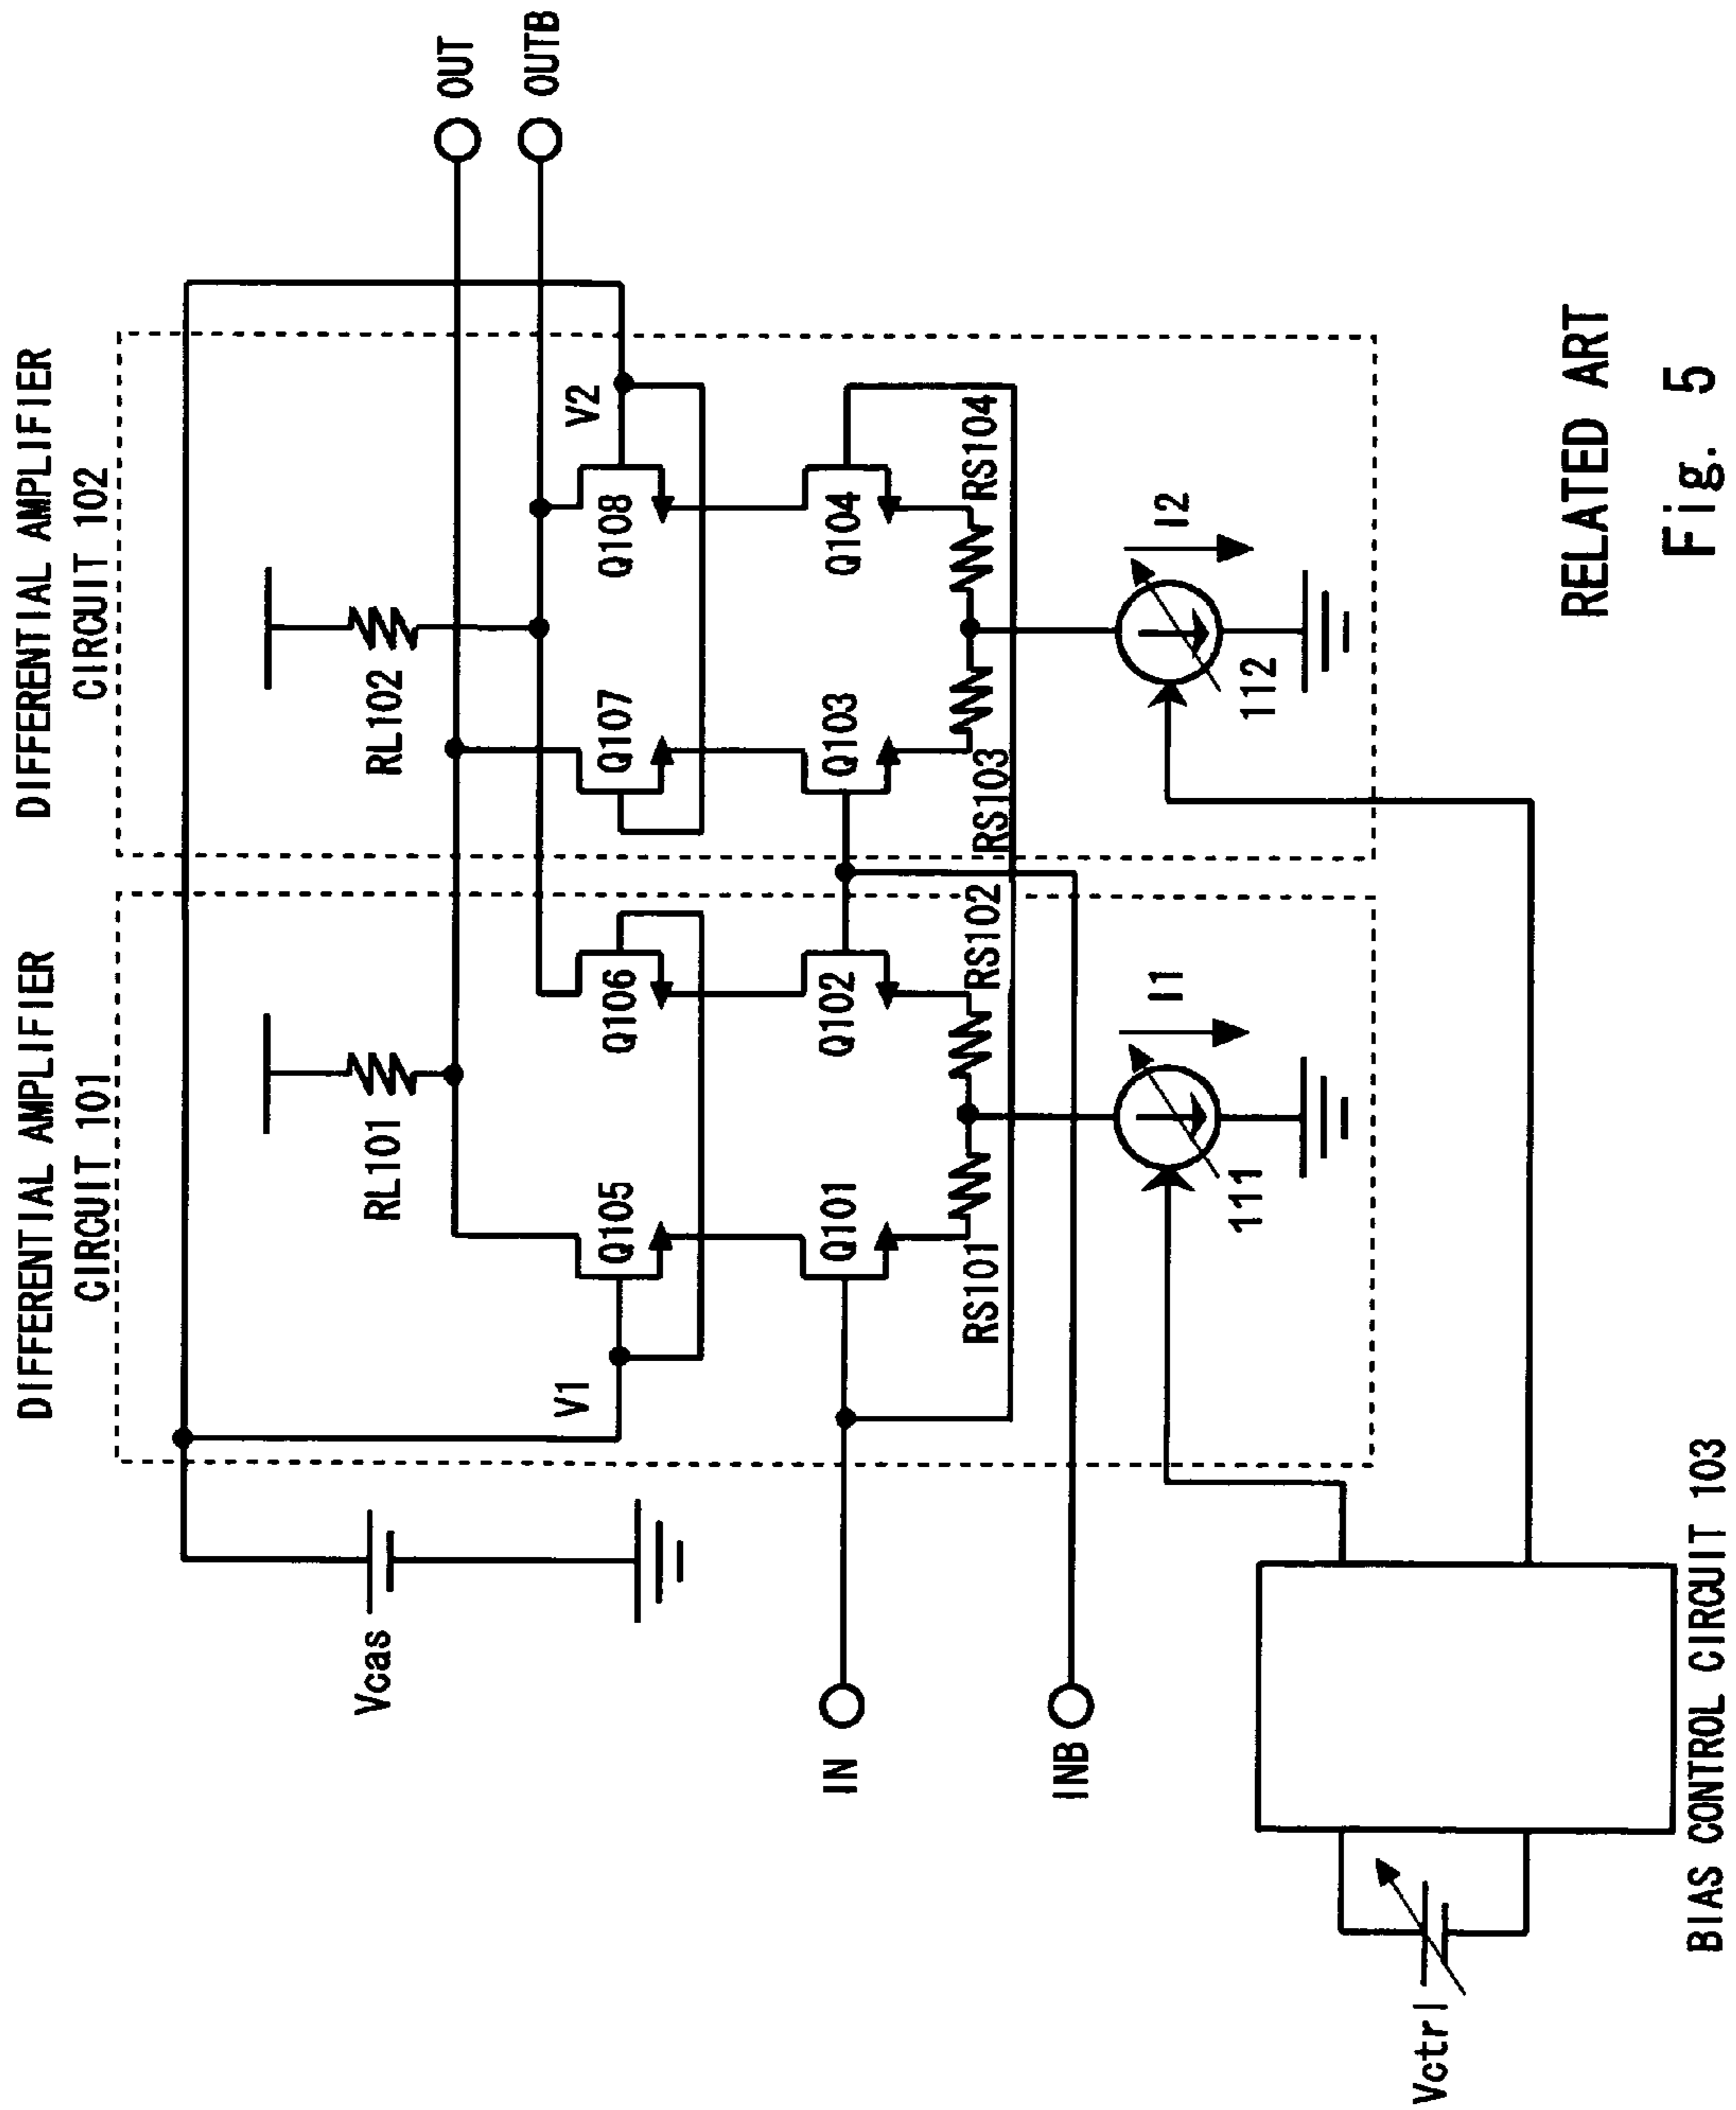 DIFFERENTIAL AMPLIFIER
CIRCUIT 101
DIFFERENTIAL AMPLIFIER
CIRCUIT 102
Vcas
RL101
RL102
OUT
OUTB
V1
Q105
Q106
Q107
Q108
V2
IN
Q101
Q102
Q103
Q104
RS101
RS102
RS103
RS104
INB
I1
I2
111
112
Vctrl
BIAS CONTROL CIRCUIT 103
RELATED ART
Fig. 5